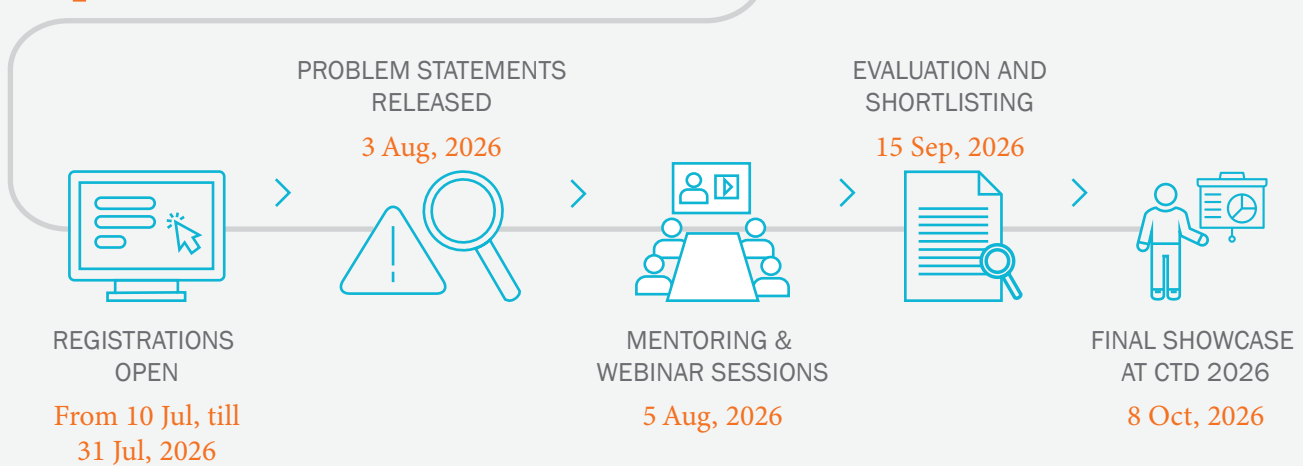 REGISTRATIONS
OPEN
From 10 Jul, till
31 Jul, 2026
PROBLEM STATEMENTS
RELEASED
3 Aug, 2026
MENTORING &
WEBINAR SESSIONS
5 Aug, 2026
EVALUATION AND
SHORTLISTING
15 Sep, 2026
FINAL SHOWCASE
AT CTD 2026
8 Oct, 2026